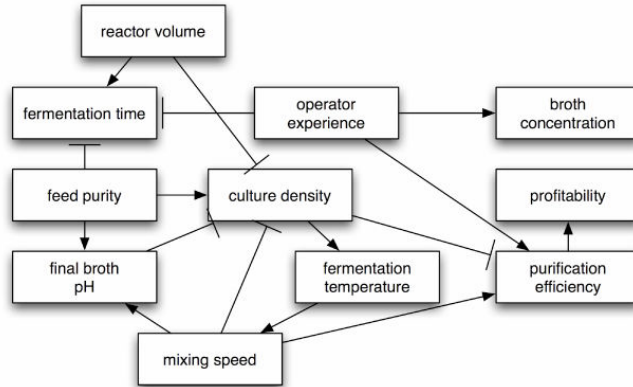 reactor volume
fermentation time
operator
experience
broth
concentration
feed purity
culture density
profitability
final broth
pH
fermentation
temperature
purification
efficiency
mixing speed